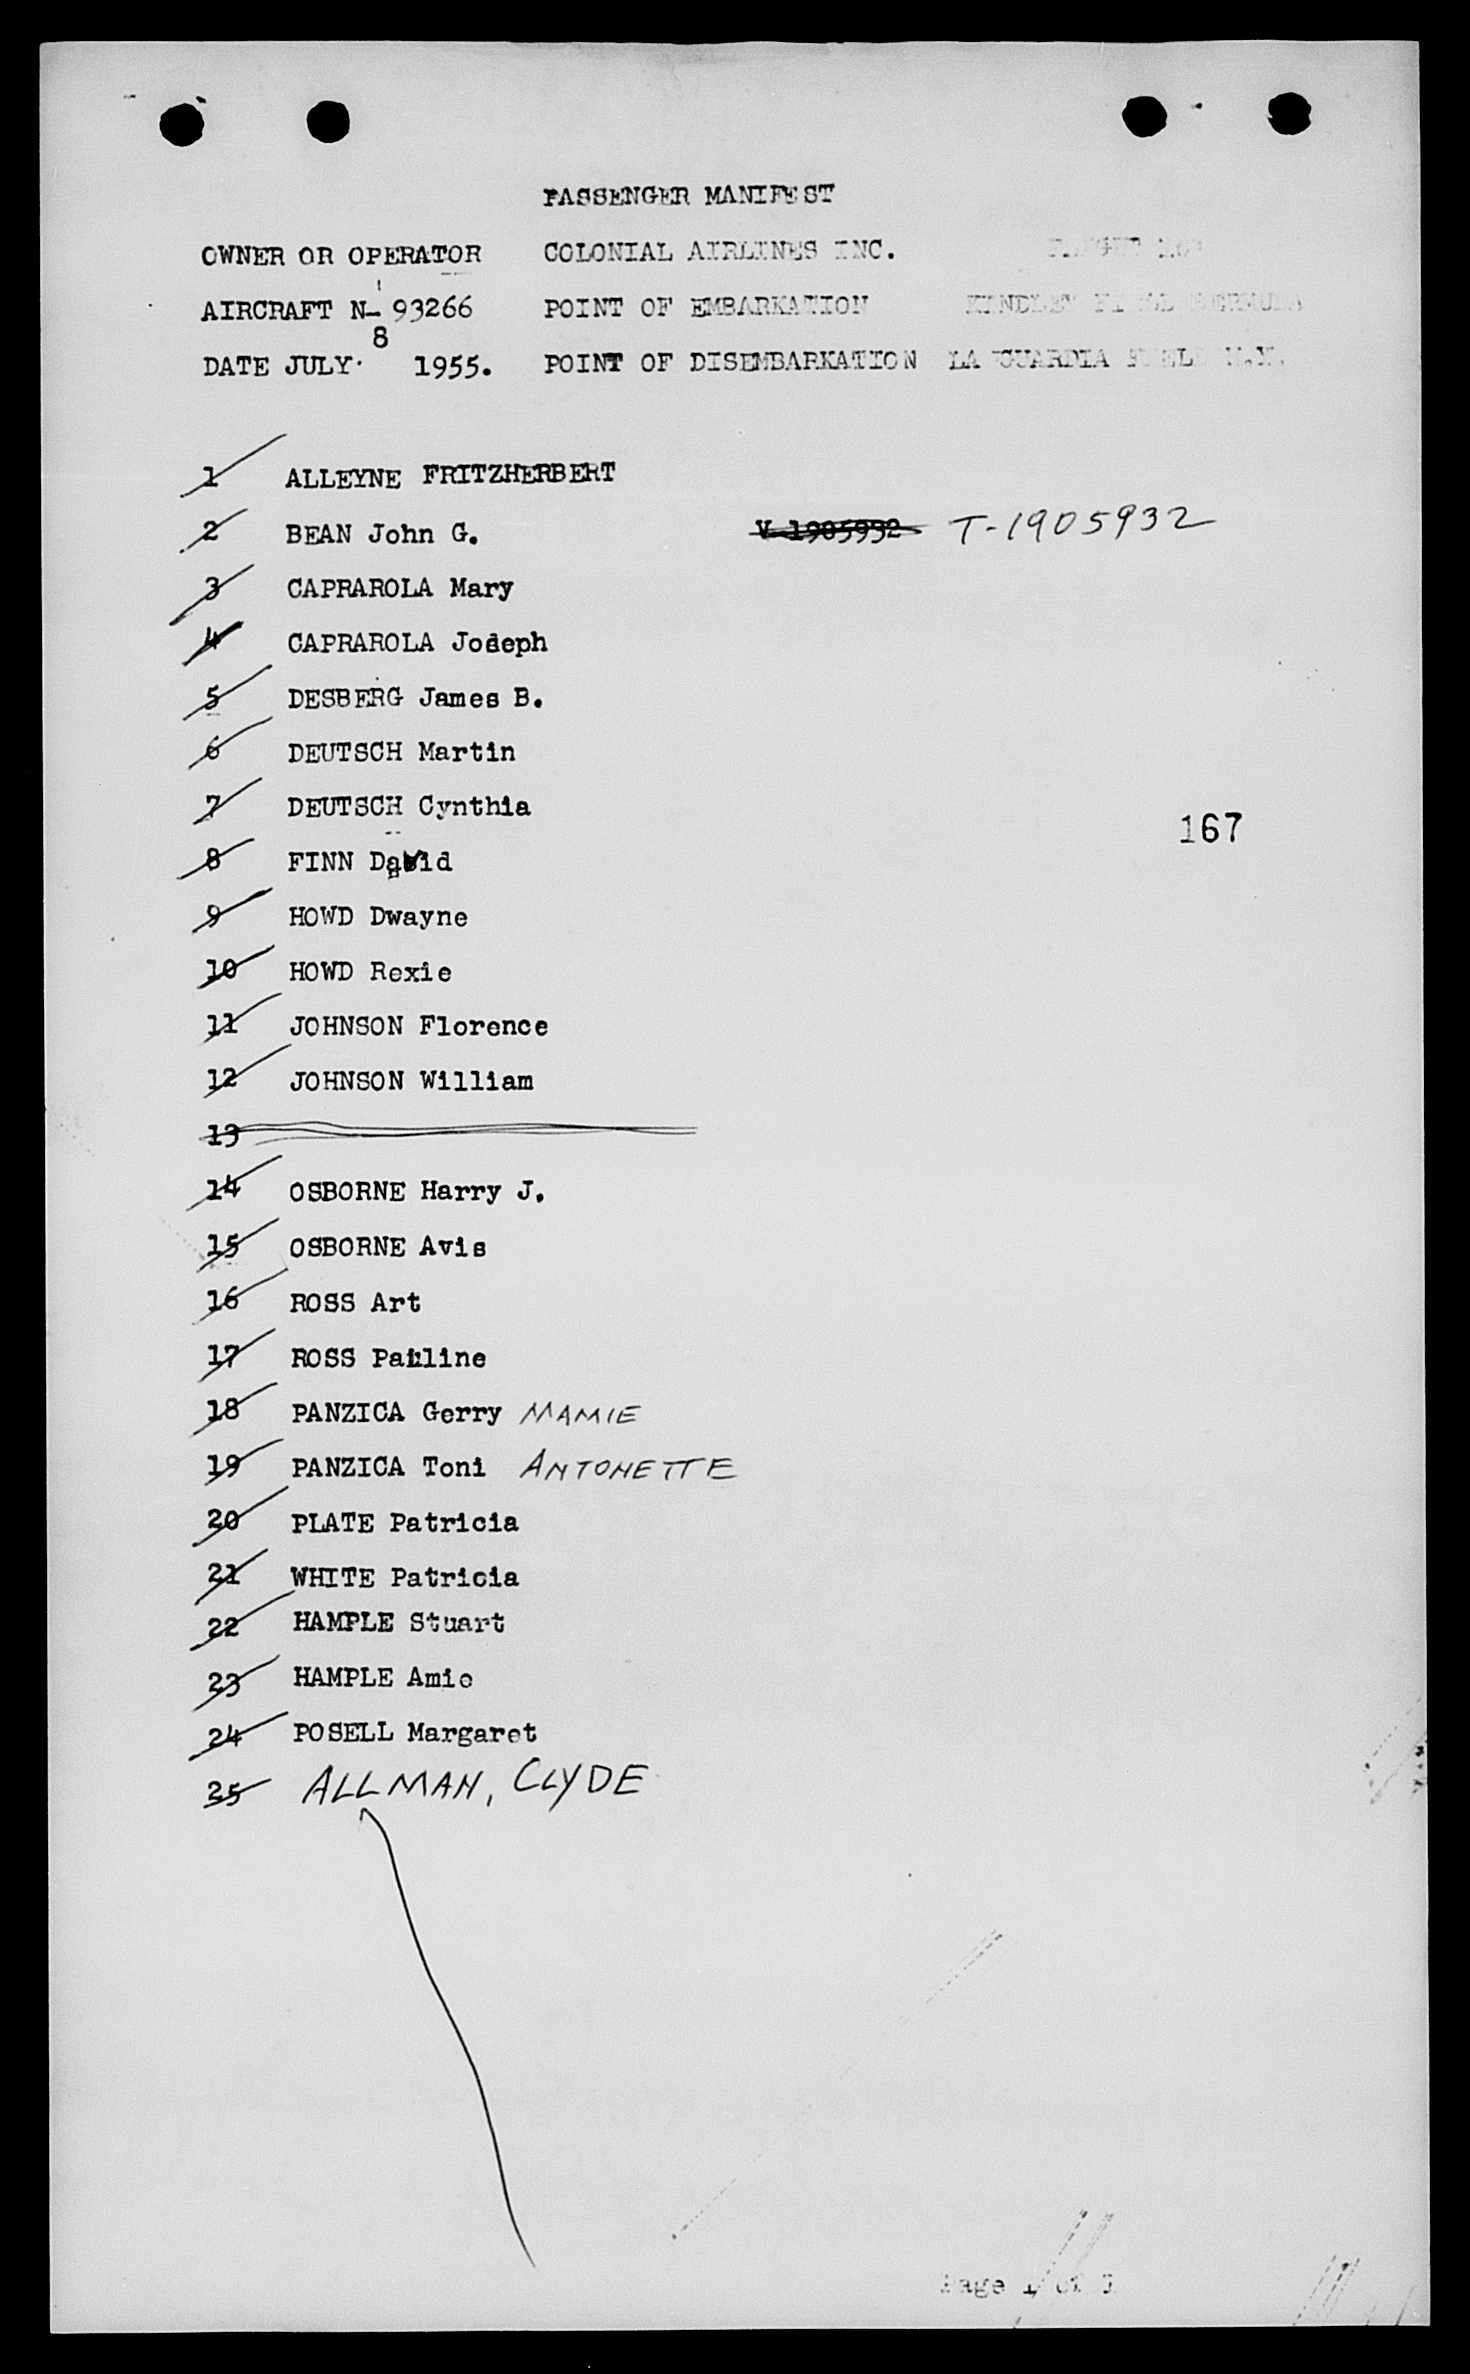 PASSENGER MANIFEST
OWNER OR OPERATOR COLONIAL AIRLINES INC.
AIRCRAFT N- 93266 POINT OF EMBARKATION KINDLEY
DATE JULY 8 1955. POINT OF DISEMBARKATION LA GUARDIA N.Y.
1 ALLEYNE FRITZHERBERT
2 BEAN John G. V-1905932 T-1905932
3 CAPRAROLA Mary
4 CAPRAROLA Joseph
5 DESBERG James B.
6 DEUTSCH Martin
7 DEUTSCH Cynthia
167
8 FINN David
9 HOWD Dwayne
10 HOWD Rexie
11 JOHNSON Florence
12 JOHNSON William
13
14 OSBORNE Harry J.
15 OSBORNE Avis
16 ROSS Art
17 ROSS Pauline
18 PANZICA Gerry MAMIE
19 PANZICA Toni ANTONETTE
20 PLATE Patricia
21 WHITE Patricia
22 HAMPLE Stuart
23 HAMPLE Amie
24 POSELL Margaret
25 ALLMAN, CLYDE
Page 1 of